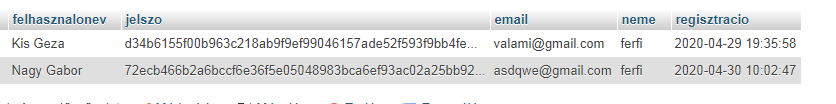 felhasznalonev jelszo email neme regisztracio
Kis Geza d34b6155f00b963c218ab9f9ef99046157ade52f593f9bb4fe... valami@gmail.com ferfi 2020-04-29 19:35:58
Nagy Gabor 72ecb466b2a6bccf6e36f5e05048983bca6ef93ac02a25bb92... asdqwe@gmail.com ferfi 2020-04-30 10:02:47